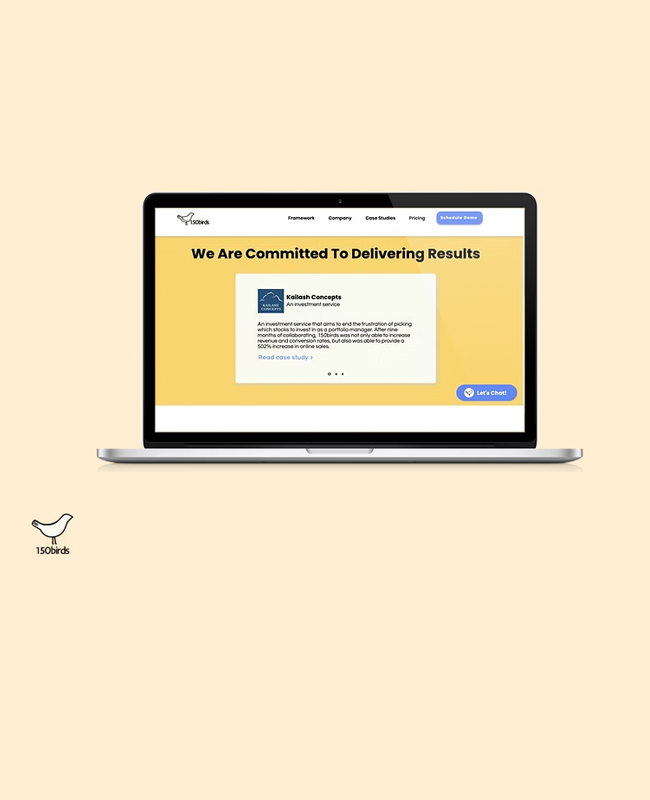 150birds
Framework Company Case Studies Pricing Schedule Demo
We Are Committed To Delivering Results
KAILASH
CONCEPTS
Kailash Concepts
An investment service
An investment service that aims to end the frustration of picking
which stocks to invest in as a portfolio manager. After nine
months of collaborating, 150birds was not only able to increase
revenue and conversion rates, but also was able to provide a
502% increase in online sales.
Read case study >
Let's Chat!
150birds